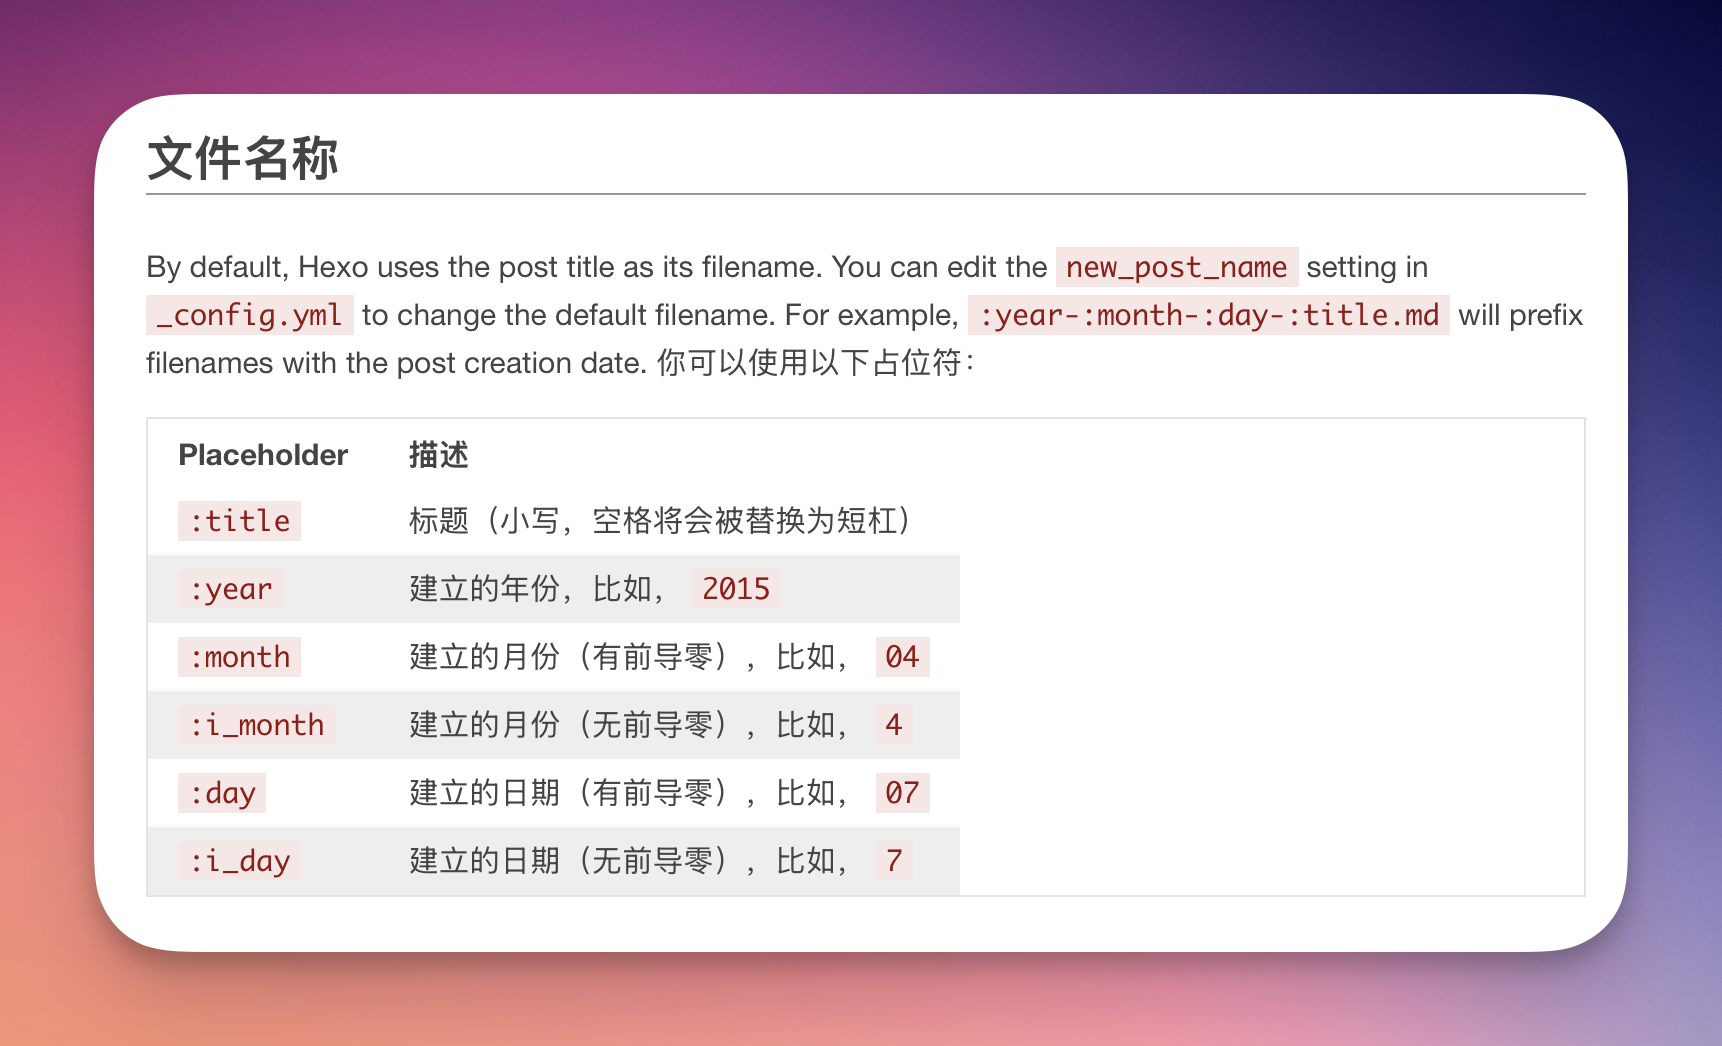 文件名称
By default, Hexo uses the post title as its filename. You can edit the new_post_name setting in
_config.yml to change the default filename. For example, :year-:month-:day-:title.md will prefix
filenames with the post creation date. 你可以使用以下占位符：
Placeholder 描述
:title 标题（小写，空格将会被替换为短杠）
:year 建立的年份，比如， 2015
:month 建立的月份（有前导零），比如， 04
:i_month 建立的月份（无前导零），比如， 4
:day 建立的日期（有前导零），比如， 07
:i_day 建立的日期（无前导零），比如， 7